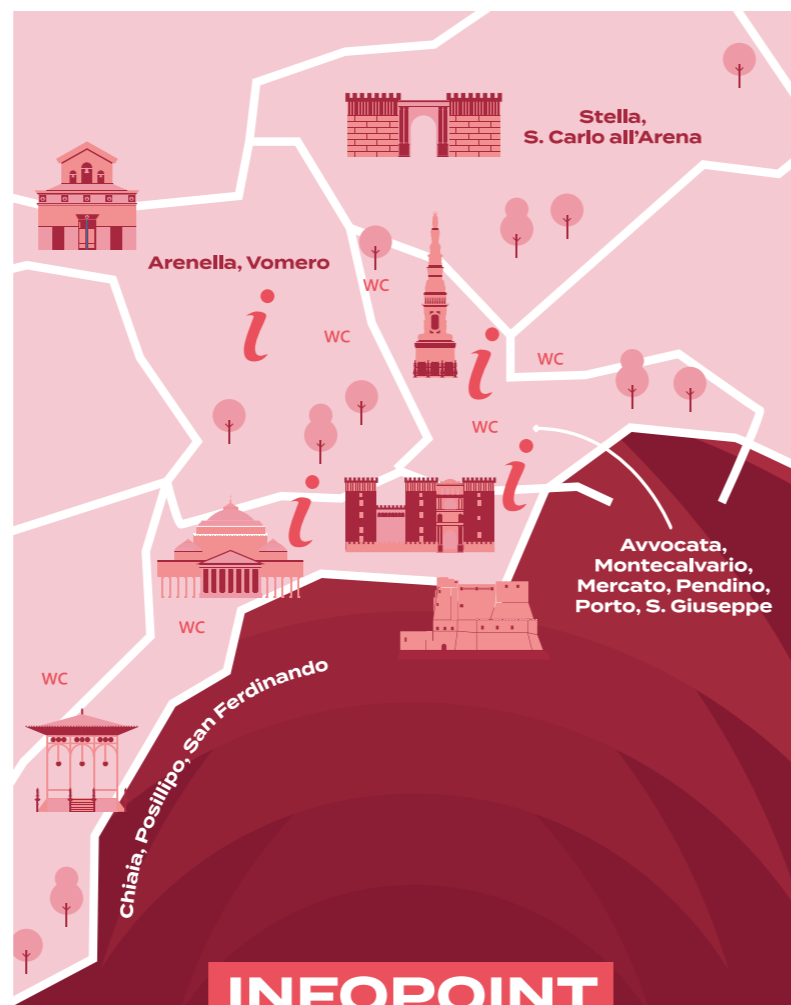 Stella,
S. Carlo all'Arena
Arenella, Vomero
WC
i
WC
i
WC
WC
i
i
Avvocata,
Montecalvario,
Mercato, Pendino,
Porto, S. Giuseppe
WC
WC
Chiaia, Posillipo, San Ferdinando
INFOPOINT